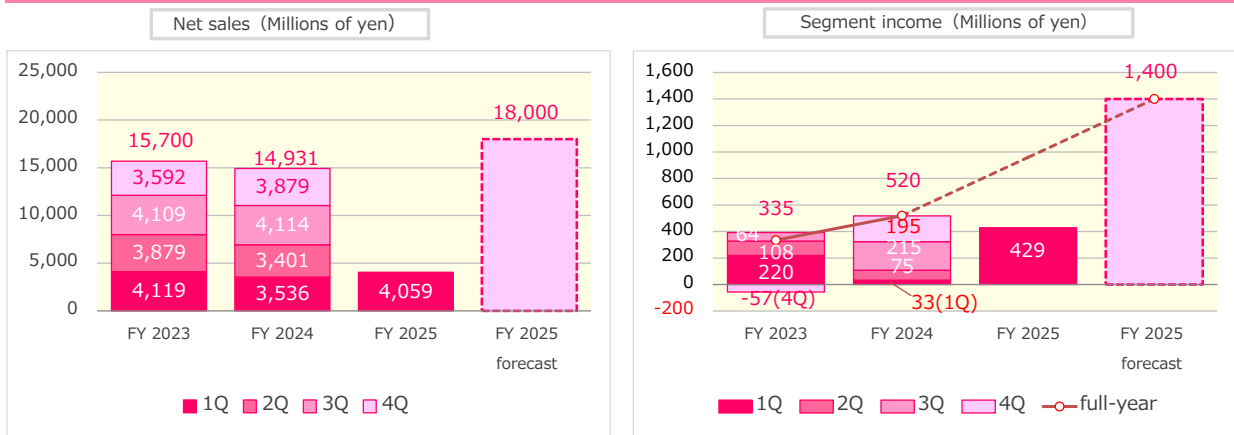 Net sales（Millions of yen）
25,000
20,000
15,000
10,000
5,000
0
15,700
3,592
4,109
3,879
4,119
14,931
3,879
4,114
3,401
3,536
4,059
18,000
FY 2023
FY 2024
FY 2025
FY 2025
forecast
1Q
2Q
3Q
4Q
Segment income（Millions of yen）
1,600
1,400
1,200
1,000
800
600
400
200
0
-200
335
64
108
220
-57(4Q)
520
195
215
75
33(1Q)
429
1,400
FY 2023
FY 2024
FY 2025
FY 2025
forecast
1Q
2Q
3Q
4Q
full-year